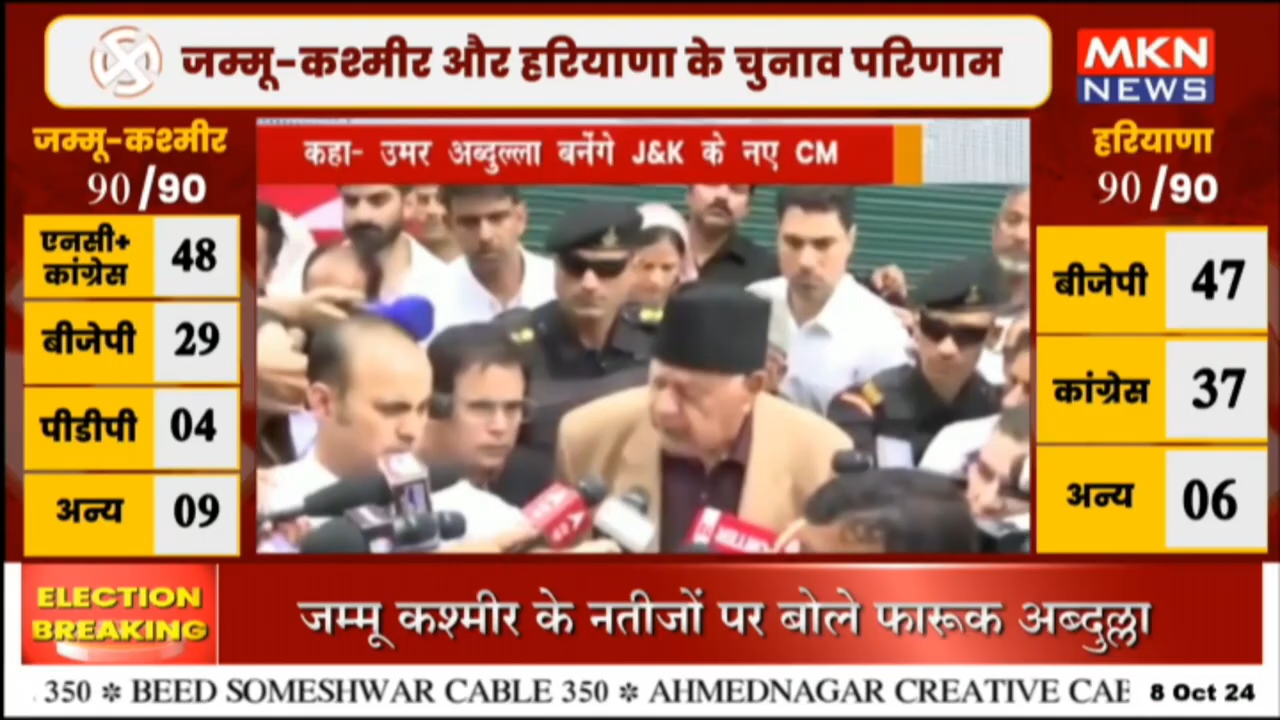 जम्मू-कश्मीर और हरियाणा के चुनाव परिणाम
MKN
NEWS
जम्मू-कश्मीर
90/90
एनसी+
कांग्रेस
48
बीजेपी
29
पीडीपी
04
अन्य
09
कहा- उमर अब्दुल्ला बनेंगे J&K के नए CM
हरियाणा
90/90
बीजेपी
47
कांग्रेस
37
अन्य
06
ELECTION
BREAKING
जम्मू कश्मीर के नतीजों पर बोले फारूक अब्दुल्ला
350 ❇ BEED SOMESHWAR CABLE 350 ❇ AHMEDNAGAR CREATIVE
8 Oct 24